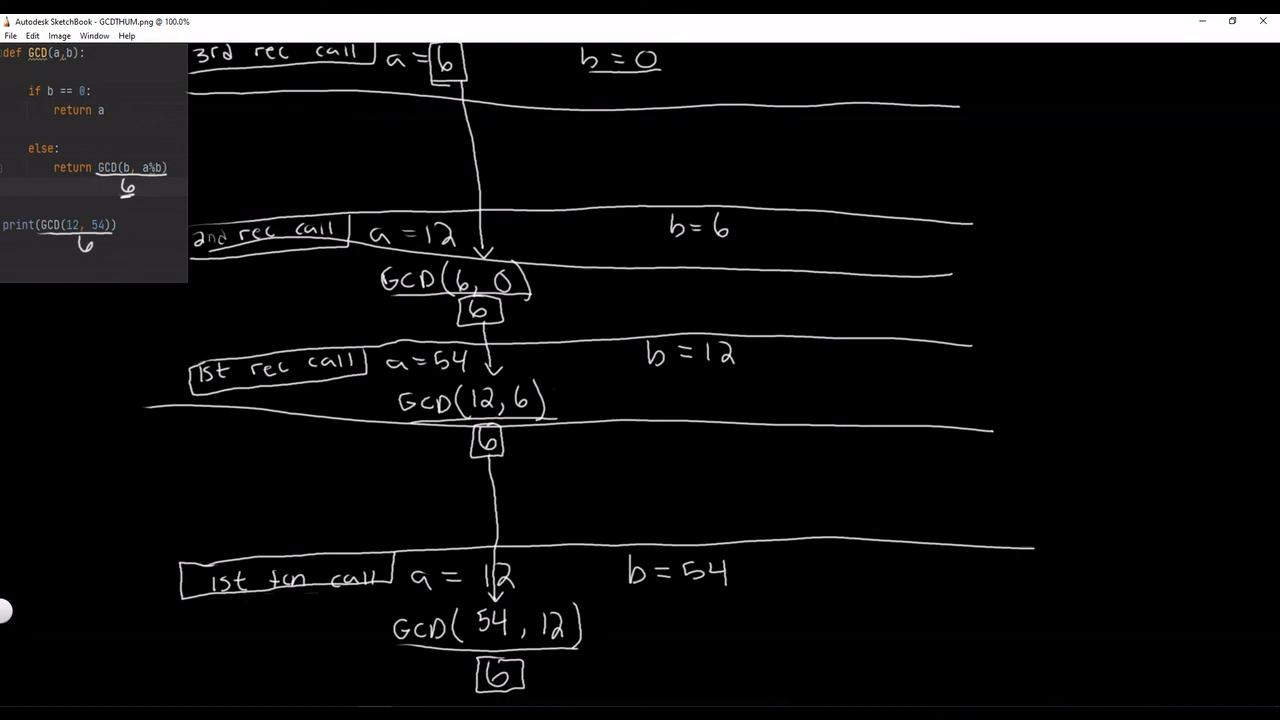 Autodesk SketchBook - GCDTHUM.png @ 100.0%
File Edit Image Window Help
def GCD(a,b):
if b == 0:
return a
else:
return GCD(b, a%b)
6
print(GCD(12, 54))
6
3rd rec call a = 6 b = 0
2nd rec call a = 12 b = 6
GCD(6, 0)
6
1st rec call a = 54 b = 12
GCD(12, 6)
6
1st fcn call a = 12 b = 54
GCD(54, 12)
6